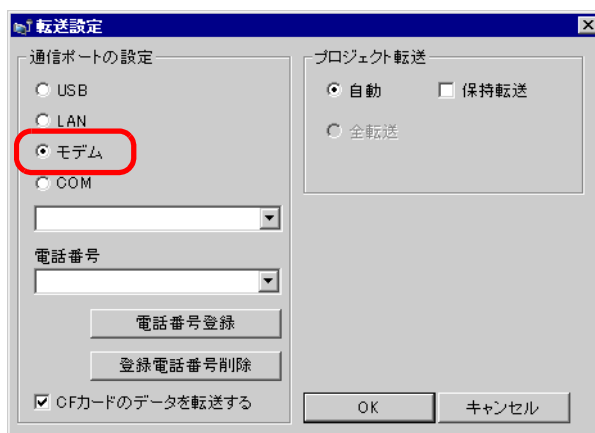 転送設定
通信ポートの設定
USB
LAN
モデム
COM
電話番号
電話番号登録
登録電話番号削除
CFカードのデータを転送する
プロジェクト転送
自動
保持転送
全転送
OK
キャンセル